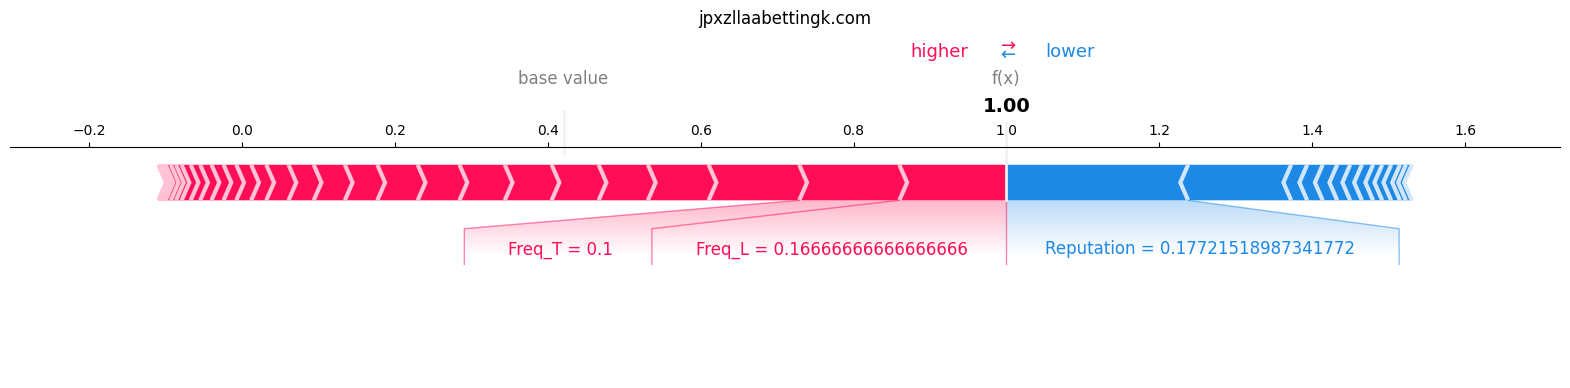 jpxzllaabettingk.com
higher ⇄ lower
base value f(x)
1.00
−0.2 0.0 0.2 0.4 0.6 0.8 1 0 1.2 1.4 1.6
Freq_T = 0.1 Freq_L = 0.16666666666666666 Reputation = 0.17721518987341772